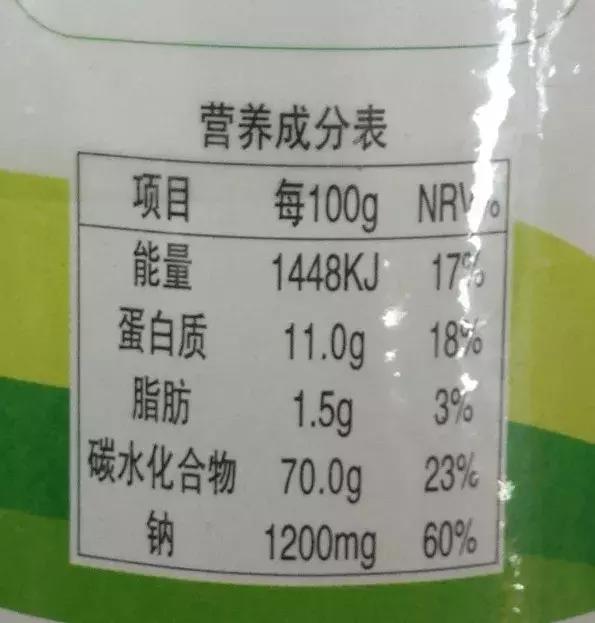 营养成分表
项目 每100g NRV%
能量 1448KJ 17%
蛋白质 11.0g 18%
脂肪 1.5g 3%
碳水化合物 70.0g 23%
钠 1200mg 60%